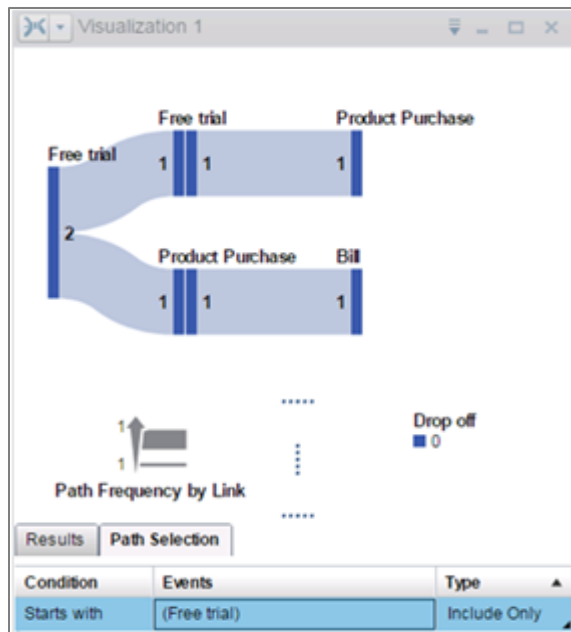 Visualization 1
Free trial
Product Purchase
Free trial
1
1
1
2
Product Purchase
Bill
1
1
1
Drop off
0
1
1
Path Frequency by Link
Results
Path Selection
Condition
Events
Type
Starts with
(Free trial)
Include Only